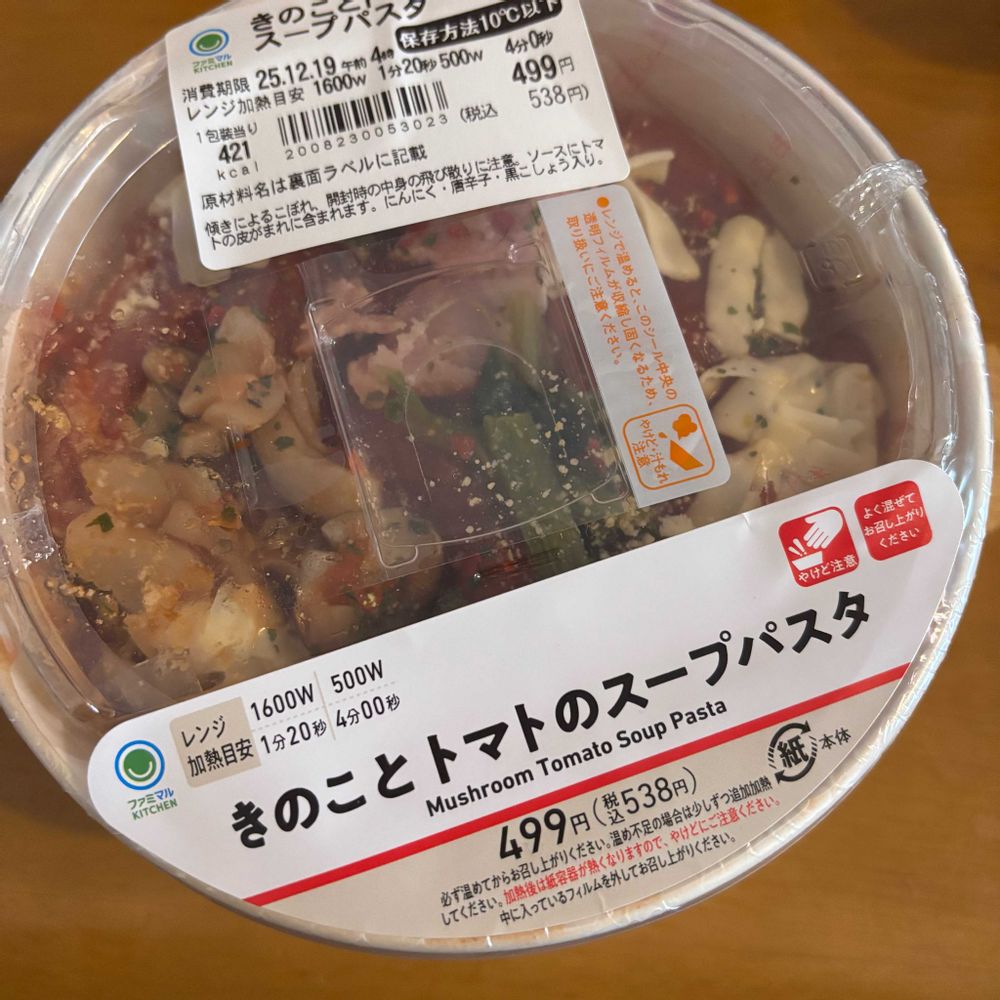 きのことト
スープパスタ
ファミマル
KITCHEN
保存方法10℃以下
消費期限 25.12.19 午前 4時
レンジ加熱目安 1600W 1分20秒 500W 4分0秒
499円
1包装当り
421
kcal
2008230053023
(税込 538円)
原材料名は裏面ラベルに記載
傾きによるこぼれ、開封時の中身の飛び散りに注意。ソースにトマ
トの皮がまれに含まれます。にんにく・唐辛子・黒こしょう入り。
●レンジで温めると、このシール中央の
透明フィルムが収縮し固くなるため、
取り扱いにご注意ください。
やけど・汁もれ
注意
やけど注意
よく混ぜて
お召し上がり
ください
レンジ
加熱目安
1600W 500W
1分20秒 4分00秒
ファミマル
KITCHEN
きのことトマトのスープパスタ
Mushroom Tomato Soup Pasta
499円(税込538円)
紙 本体
必ず温めてからお召し上がりください。温め不足の場合は少しずつ追加加熱
してください。加熱後は紙容器が熱くなりますので、やけどにご注意ください。
中に入っているフィルムを外してお召し上がりください。